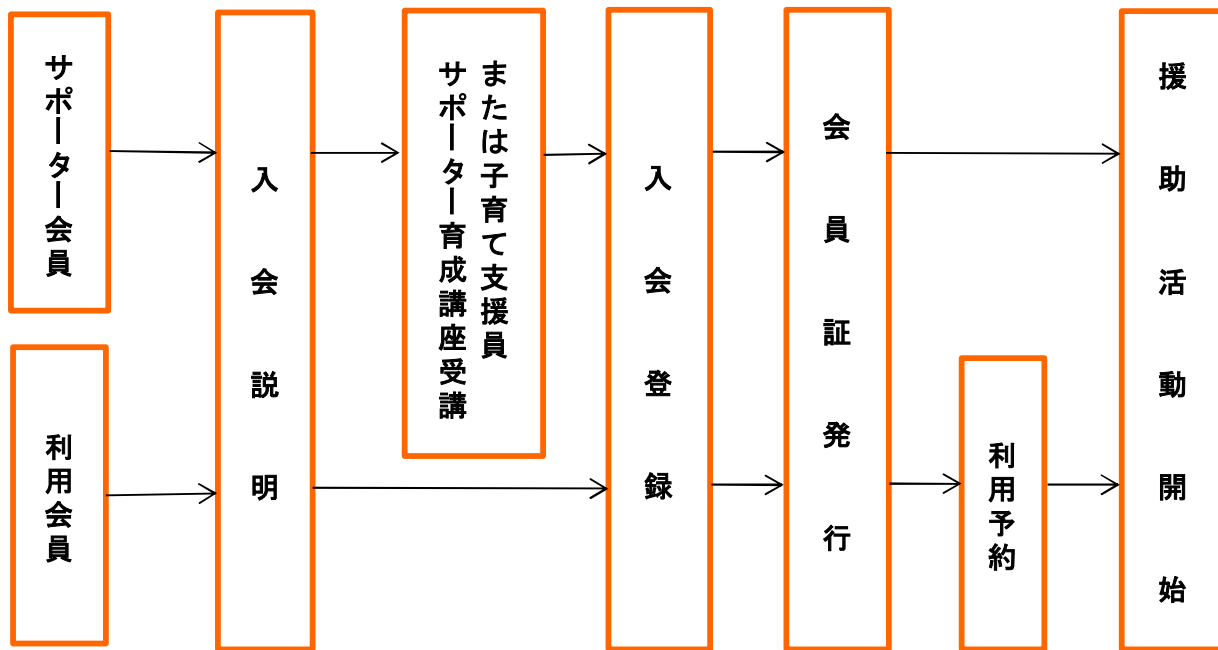 サポーター会員
利用会員
入会説明
または子育て支援員
サポーター育成講座受講
入会登録
会員証発行
利用予約
援助活動開始